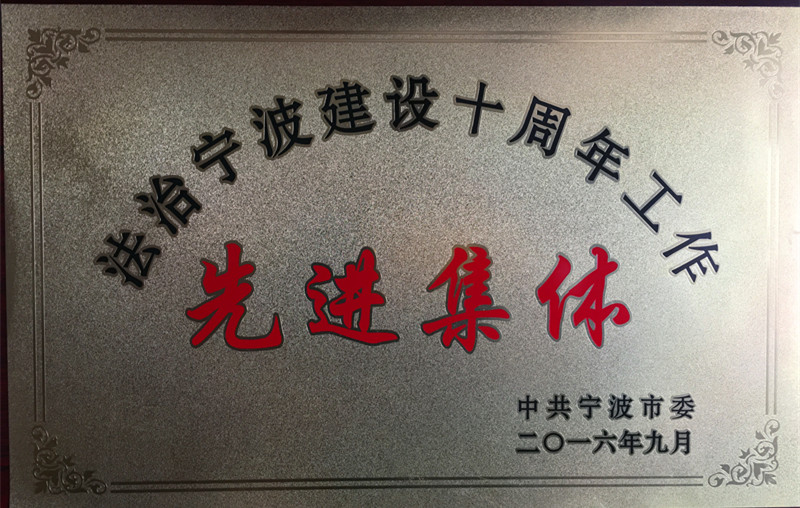 法治宁波建设十周年工作
先进集体
中共宁波市委
二〇一六年九月